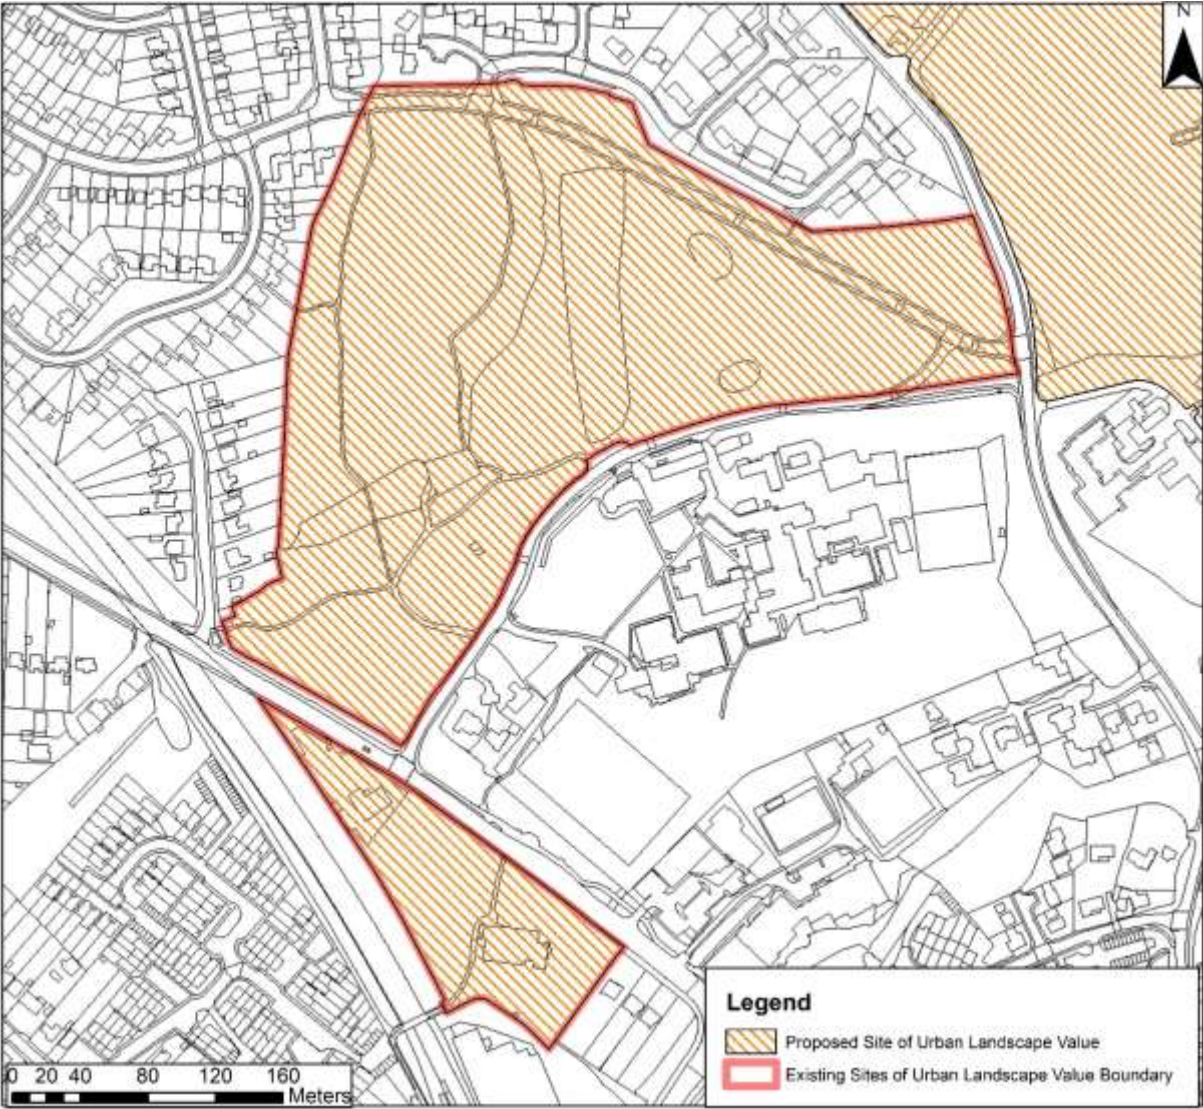 N
Legend
Proposed Site of Urban Landscape Value
Existing Sites of Urban Landscape Value Boundary
0 20 40 80 120 160
Meters